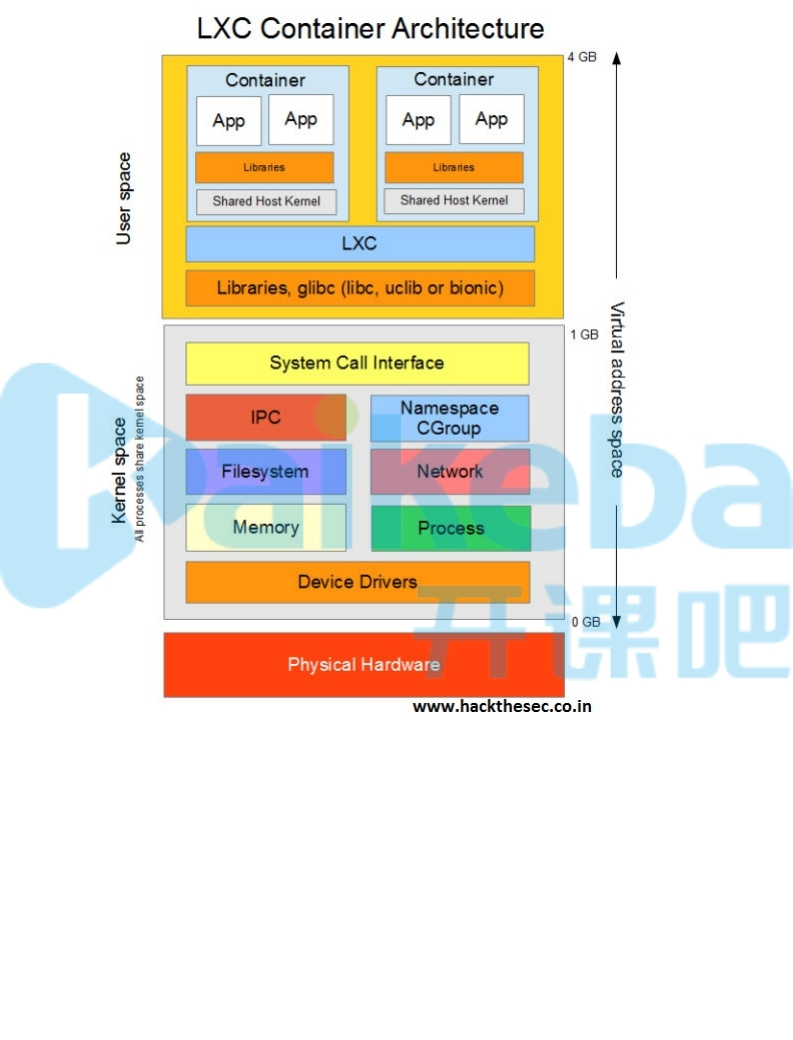 LXC Container Architecture
4 GB
Container
App
App
Libraries
Shared Host Kernel
Container
App
App
Libraries
Shared Host Kernel
LXC
Libraries, glibc (libc, uclib or bionic)
User space
1 GB
System Call Interface
IPC
Namespace
CGroup
Filesystem
Network
Memory
Process
Device Drivers
Kernel space
All processes share kernel space
Virtual address space
0 GB
Physical Hardware
www.hackthesec.co.in
kaikeba
开课吧